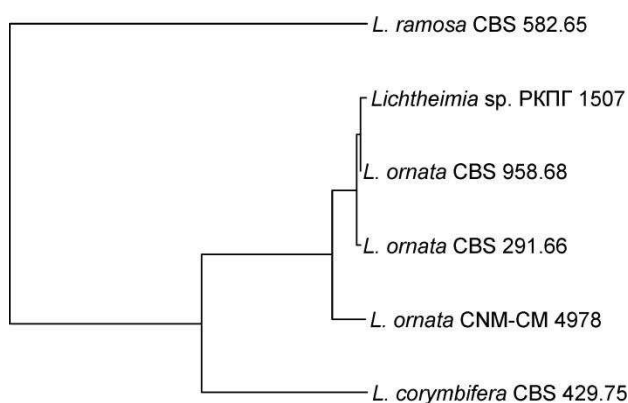 L. ramosa CBS 582.65
Lichtheimia sp. РКПГ 1507
L. ornata CBS 958.68
L. ornata CBS 291.66
L. ornata CNM-CM 4978
L. corymbifera CBS 429.75